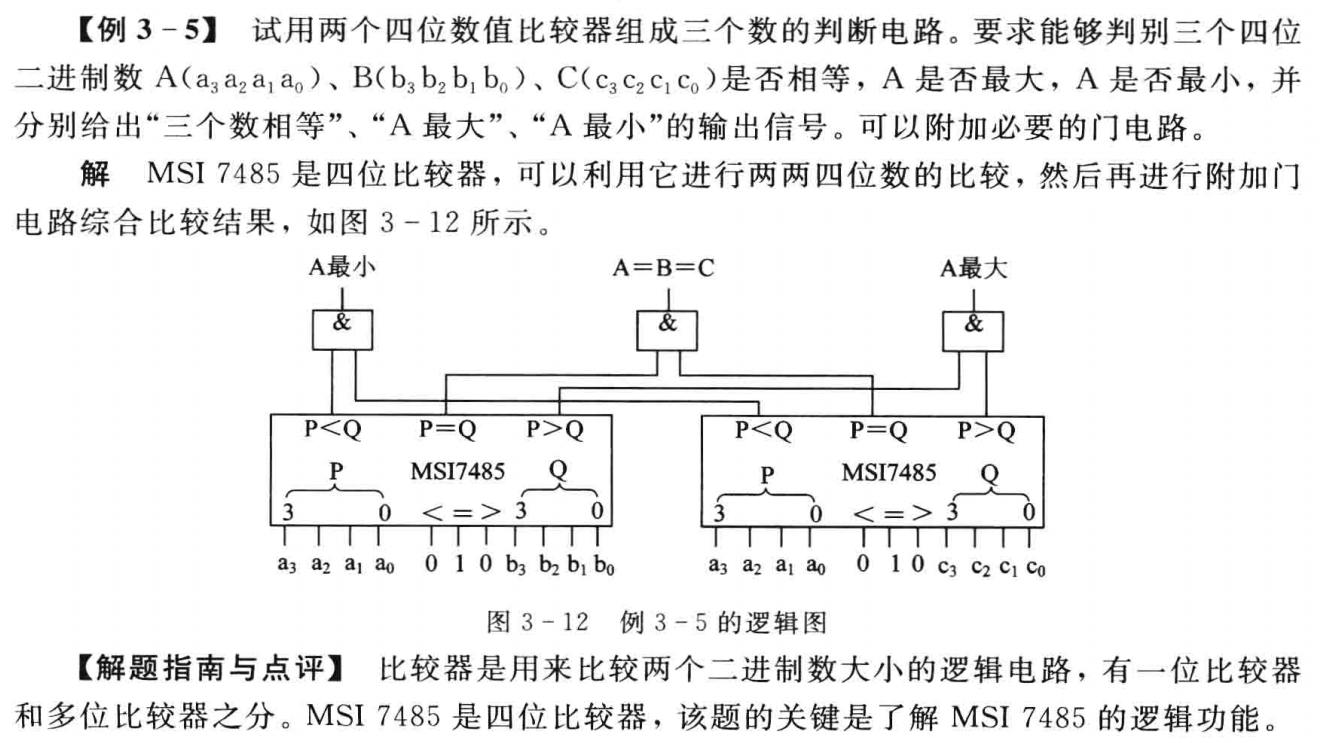 【例 3－5】 试用两个四位数值比较器组成三个数的判断电路。要求能够判别三个四位
二进制数 A(a₃a₂a₁a₀)、B(b₃b₂b₁b₀)、C(c₃c₂c₁c₀)是否相等，A 是否最大，A 是否最小，并
分别给出“三个数相等”、“A 最大”、“A 最小”的输出信号。可以附加必要的门电路。
解 MSI 7485 是四位比较器，可以利用它进行两两四位数的比较，然后再进行附加门
电路综合比较结果，如图 3－12 所示。
A最小 A＝B＝C A最大
& & &
P<Q P=Q P>Q P<Q P=Q P>Q
P MSI7485 Q P MSI7485 Q
3 0 < = > 3 0 3 0 < = > 3 0
a₃ a₂ a₁ a₀ 0 1 0 b₃ b₂ b₁ b₀ a₃ a₂ a₁ a₀ 0 1 0 c₃ c₂ c₁ c₀
图 3－12 例 3－5 的逻辑图
【解题指南与点评】 比较器是用来比较两个二进制数大小的逻辑电路，有一位比较器
和多位比较器之分。MSI 7485 是四位比较器，该题的关键是了解 MSI 7485 的逻辑功能。